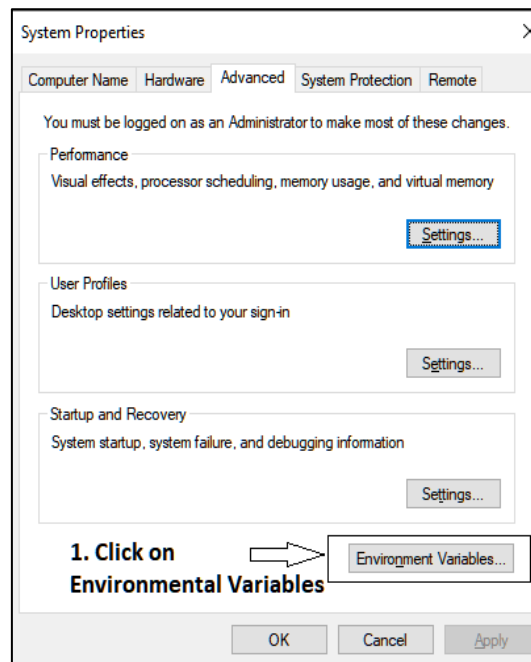 System Properties
Computer Name Hardware Advanced System Protection Remote
You must be logged on as an Administrator to make most of these changes.
Performance
Visual effects, processor scheduling, memory usage, and virtual memory
Settings...
User Profiles
Desktop settings related to your sign-in
Settings...
Startup and Recovery
System startup, system failure, and debugging information
Settings...
1. Click on
Environmental Variables
Environment Variables...
OK Cancel Apply